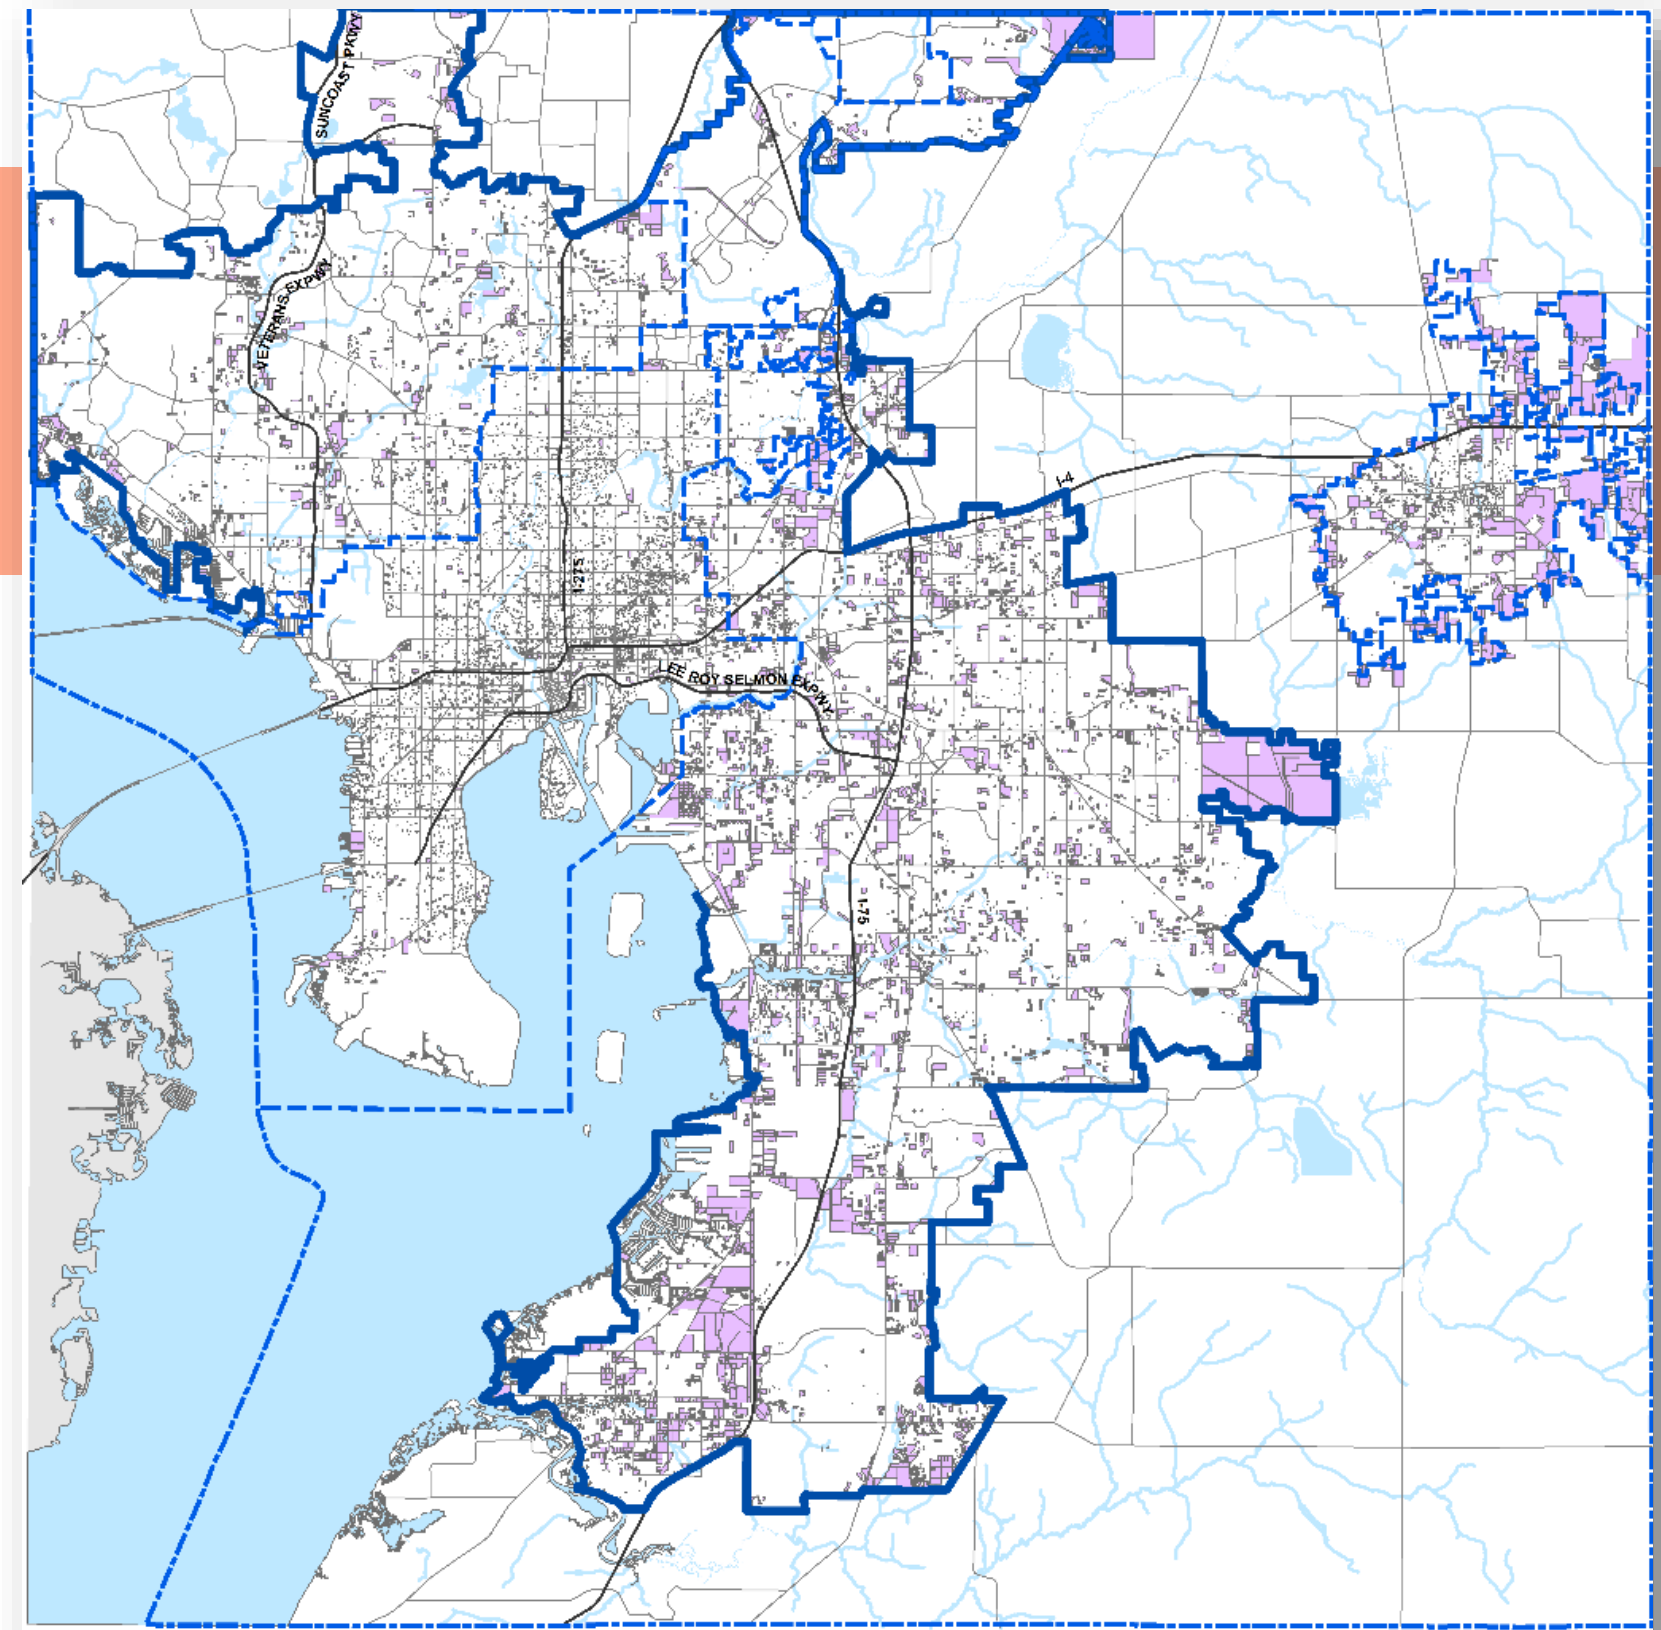 SUNCOAST PKWY
VETERANS EXPWY
I-4
I-275
LEE ROY SELMON EXPWY
I-75